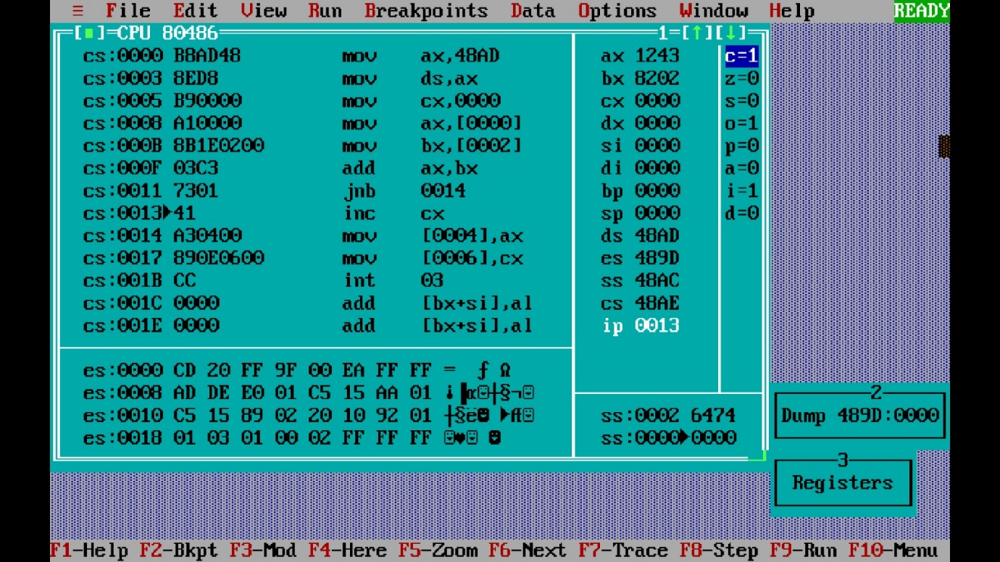 ≡ File Edit View Run Breakpoints Data Options Window Help READY
[■]=CPU 80486 1=[↑][↓]
cs:0000 B8AD48 mov ax,48AD ax 1243 c=1
cs:0003 8ED8 mov ds,ax bx 8202 z=0
cs:0005 B90000 mov cx,0000 cx 0000 s=0
cs:0008 A10000 mov ax,[0000] dx 0000 o=1
cs:000B 8B1E0200 mov bx,[0002] si 0000 p=0
cs:000F 03C3 add ax,bx di 0000 a=0
cs:0011 7301 jnb 0014 bp 0000 i=1
cs:0013►41 inc cx sp 0000 d=0
cs:0014 A30400 mov [0004],ax ds 48AD
cs:0017 890E0600 mov [0006],cx es 489D
cs:001B CC int 03 ss 48AC
cs:001C 0000 add [bx+si],al cs 48AE
cs:001E 0000 add [bx+si],al ip 0013
es:0000 CD 20 FF 9F 00 EA FF FF = ƒ Ω
es:0008 AD DE E0 01 C5 15 AA 01 ¡▐α☺┼§¬☺
es:0010 C5 15 89 02 20 10 92 01 ┼§ë☻ ►Æ☺
es:0018 01 03 01 00 02 FF FF FF ☺♥☺ ☻
ss:0002 6474
ss:0000►0000
2
Dump 489D:0000
3
Registers
F1-Help F2-Bkpt F3-Mod F4-Here F5-Zoom F6-Next F7-Trace F8-Step F9-Run F10-Menu